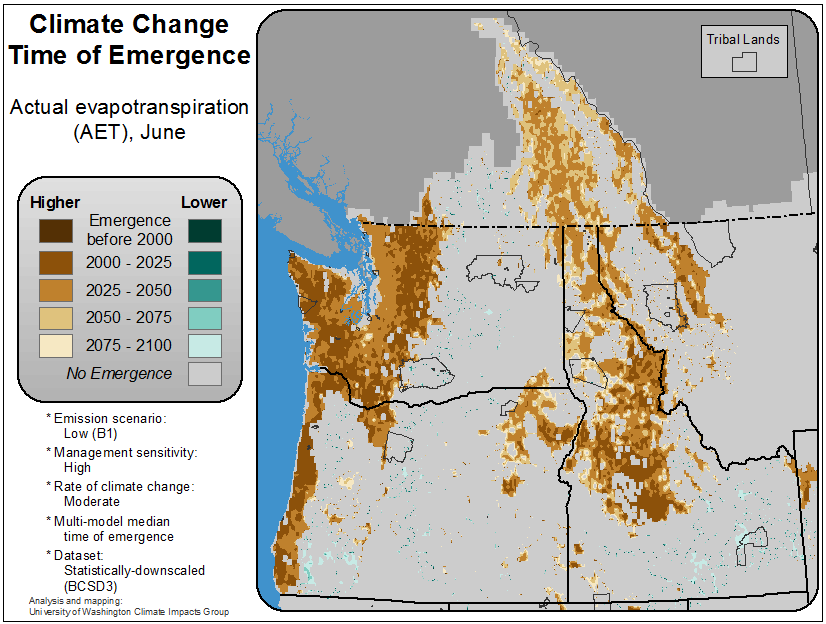 Climate Change
Time of Emergence
Actual evapotranspiration
(AET), June
Higher
Lower
Emergence
before 2000
2000 - 2025
2025 - 2050
2050 - 2075
2075 - 2100
No Emergence
* Emission scenario:
Low (B1)
* Management sensitivity:
High
* Rate of climate change:
Moderate
* Multi-model median
time of emergence
* Dataset:
Statistically-downscaled
(BCSD3)
Analysis and mapping:
University of Washington Climate Impacts Group
Tribal Lands